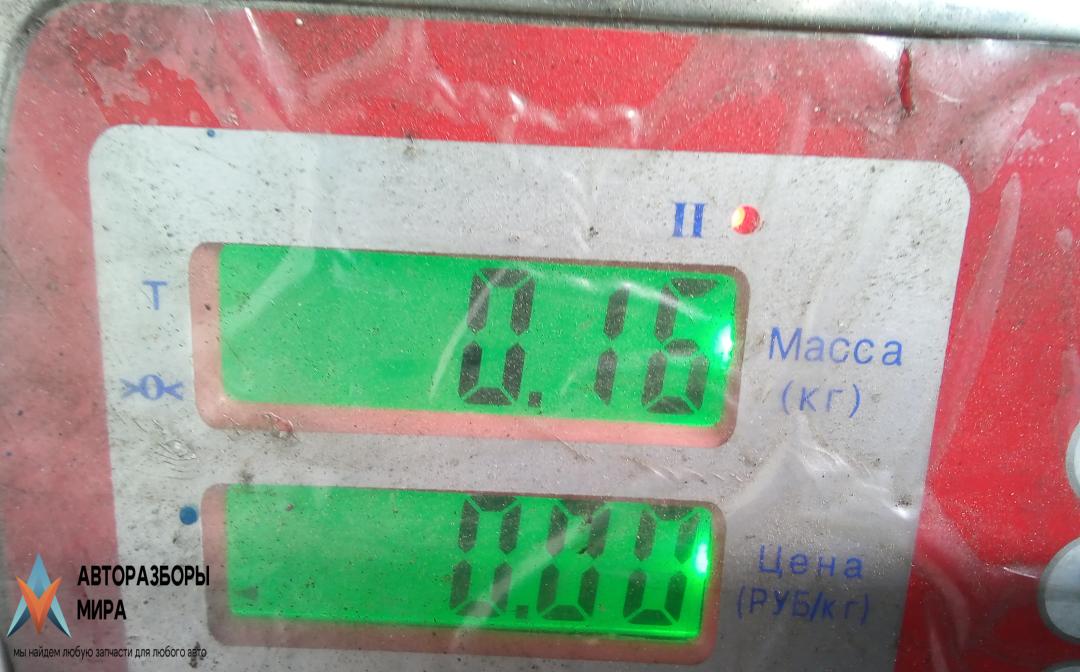 II
T
0.16
Масса
(кг)
>0<
0.00
Цена
(РУБ/кг)
АВТОРАЗБОРЫ
МИРА
мы найдем любую запчасти для любого авто